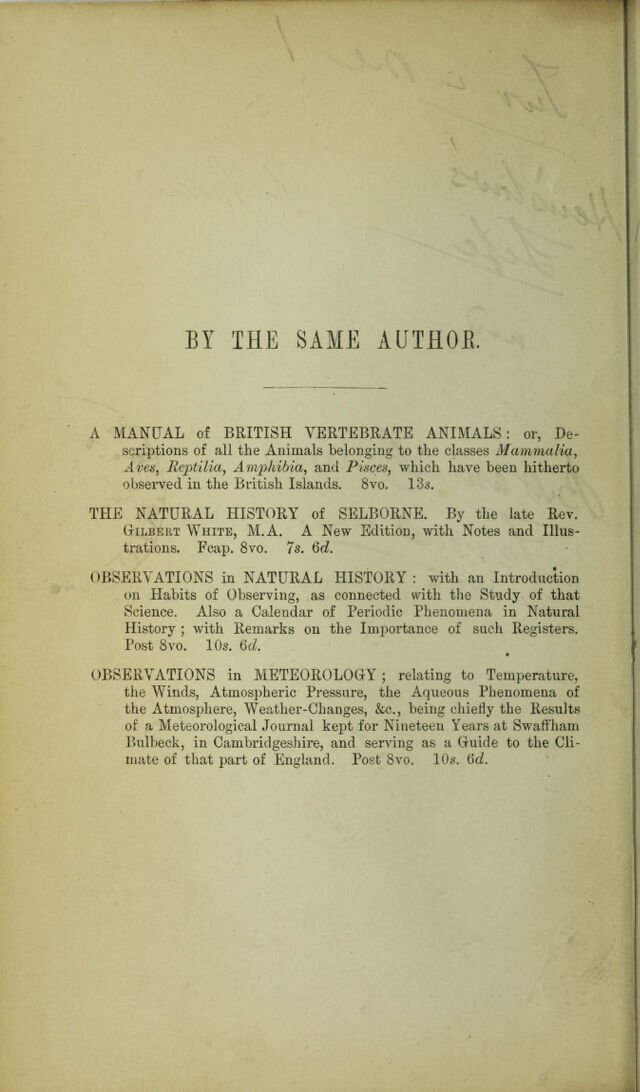 BY THE SAME AUTHOR.
A MANUAL of BRITISH VERTEBRATE ANIMALS: or, De-
scriptions of all the Animals belonging to the classes Mammalia,
Aves, Reptilia, Amphibia, and Pisces, which have been hitherto
observed in the British Islands. 8vo. 13s.
THE NATURAL HISTORY of SELBORNE. By the late Rev.
GILBERT WHITE, M.A. A New Edition, with Notes and Illus-
trations. Fcap. 8vo. 7s. 6d.
OBSERVATIONS in NATURAL HISTORY: with an Introduction
on Habits of Observing, as connected with the Study of that
Science. Also a Calendar of Periodic Phenomena in Natural
History; with Remarks on the Importance of such Registers.
Post 8vo. 10s. 6d.
OBSERVATIONS in METEOROLOGY; relating to Temperature,
the Winds, Atmospheric Pressure, the Aqueous Phenomena of
the Atmosphere, Weather-Changes, &c., being chiefly the Results
of a Meteorological Journal kept for Nineteen Years at Swaffham
Bulbeck, in Cambridgeshire, and serving as a Guide to the Cli-
mate of that part of England. Post 8vo. 10s. 6d.